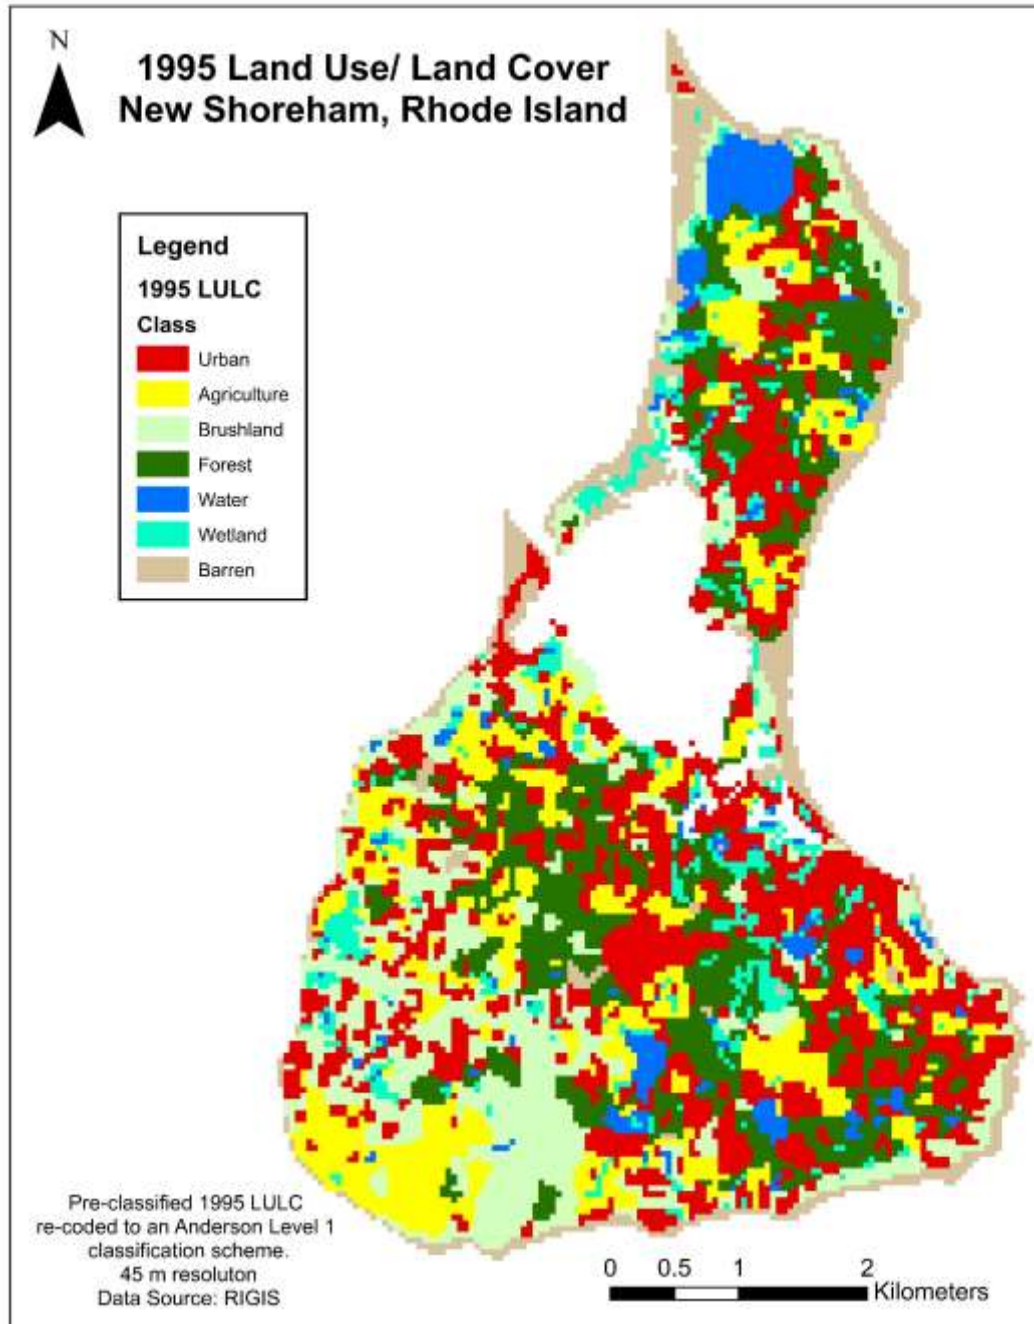 N
1995 Land Use/ Land Cover
New Shoreham, Rhode Island
Legend
1995 LULC
Class
Urban
Agriculture
Brushland
Forest
Water
Wetland
Barren
Pre-classified 1995 LULC
re-coded to an Anderson Level 1
classification scheme.
45 m resoluton
Data Source: RIGIS
0 0.5 1 2
Kilometers